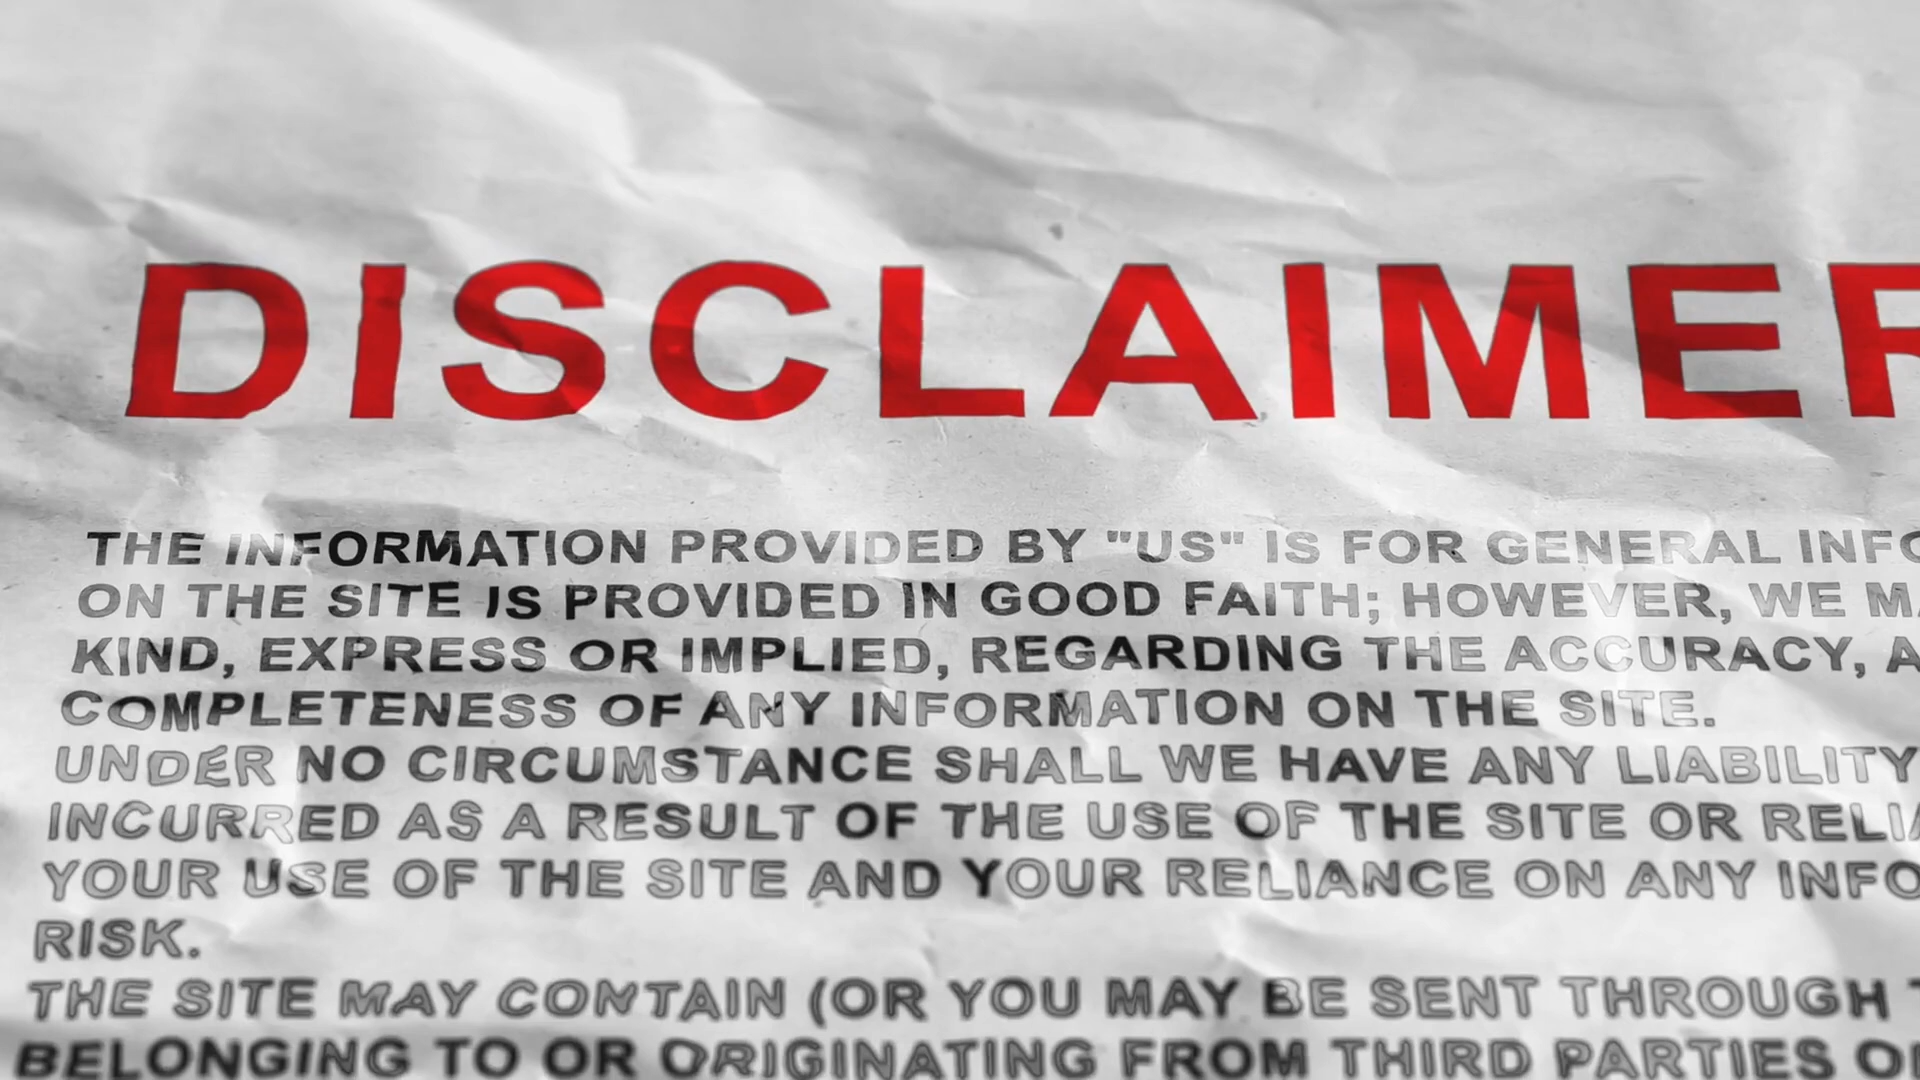 DISCLAIMER
THE INFORMATION PROVIDED BY "US" IS FOR GENERAL
ON THE SITE IS PROVIDED IN GOOD FAITH; HOWEVER, WE
KIND, EXPRESS OR IMPLIED, REGARDING THE ACCURACY,
COMPLETENESS OF ANY INFORMATION ON THE SITE.
UNDER NO CIRCUMSTANCE SHALL WE HAVE ANY LIABILITY
INCURRED AS A RESULT OF THE USE OF THE SITE OR
YOUR USE OF THE SITE AND YOUR RELIANCE ON ANY
RISK.
THE SITE MAY CONTAIN (OR YOU MAY BE SENT THROUGH
BELONGING TO OR ORIGINATING FROM THIRD PARTIES